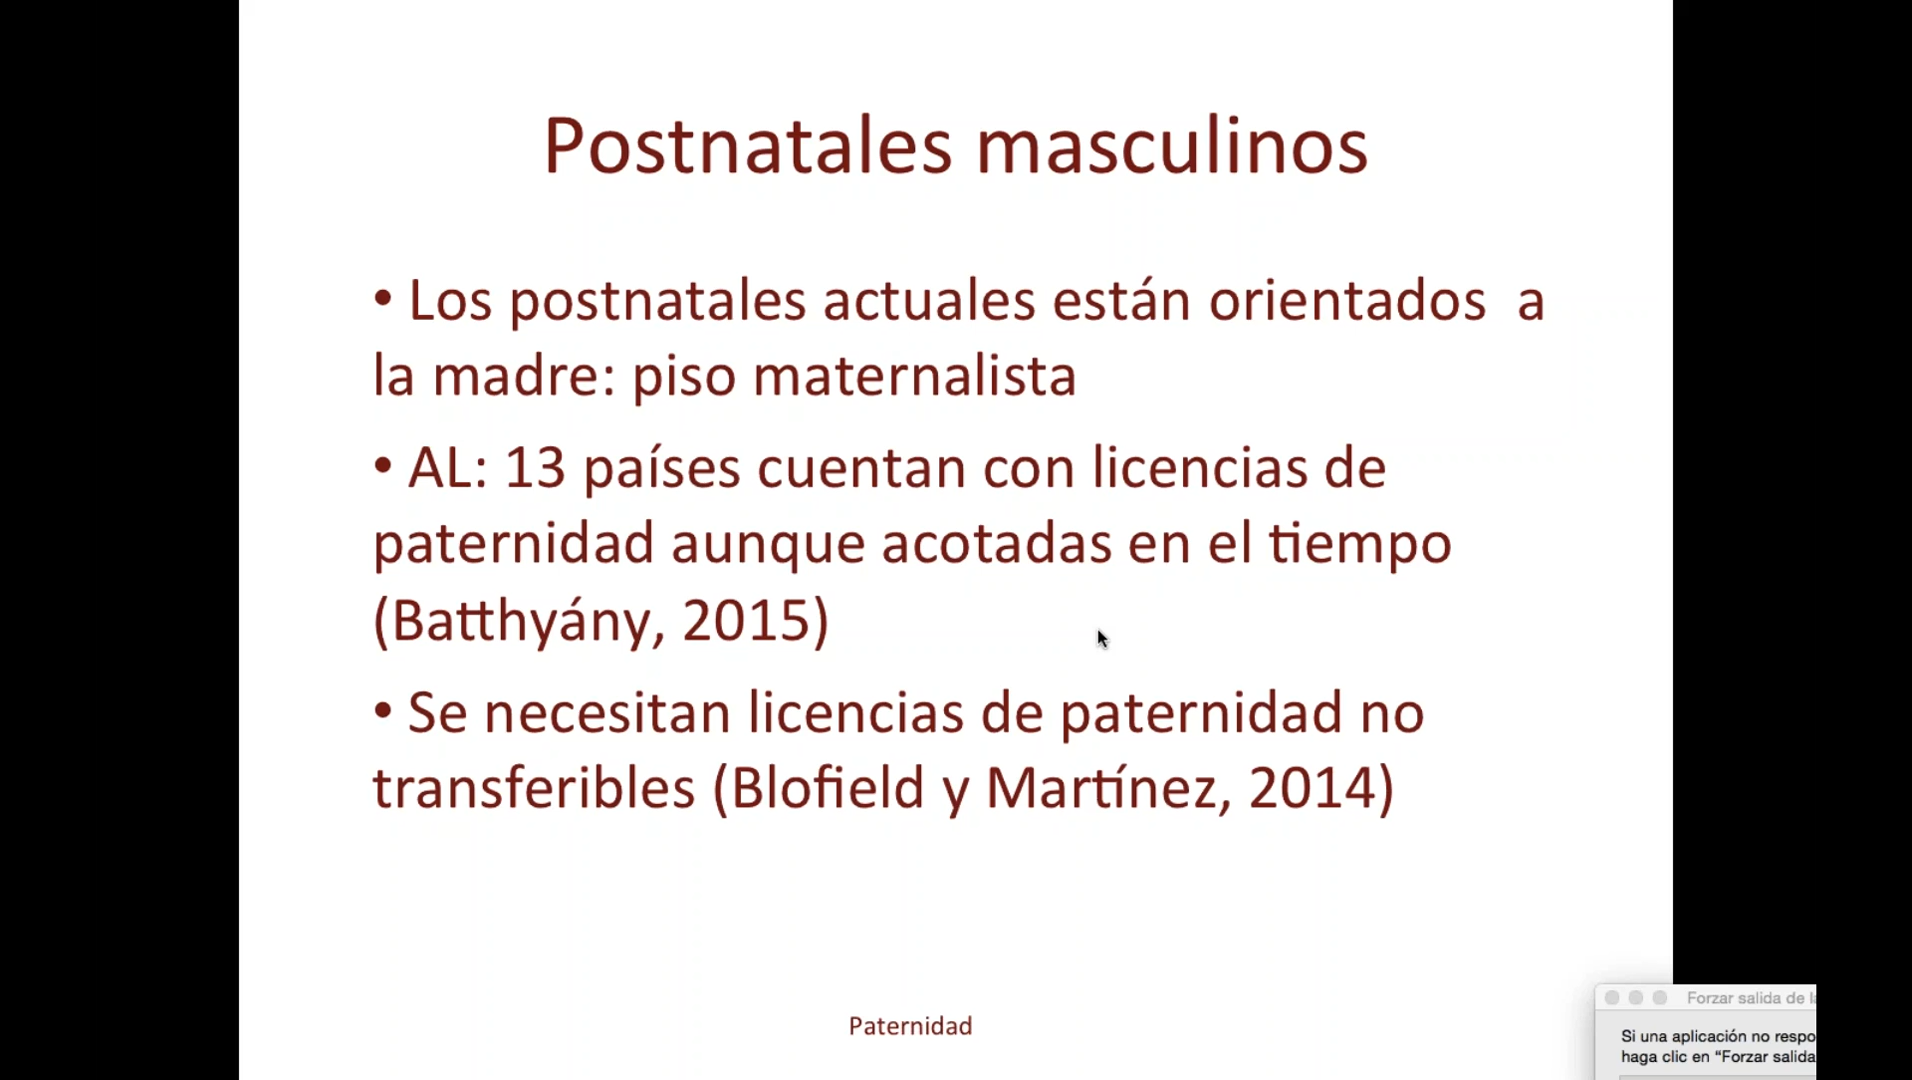 Postnatales masculinos
• Los postnatales actuales están orientados  a
la madre: piso maternalista
• AL: 13 países cuentan con licencias de
paternidad aunque acotadas en el tiempo
(Batthyány, 2015)
• Se necesitan licencias de paternidad no
transferibles (Blofield y Martínez, 2014)
Paternidad
Forzar salida de
Si una aplicación no respo
haga clic en “Forzar salida